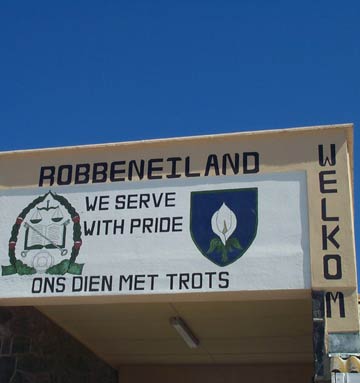 ROBBENEILAND
WE SERVE
WITH PRIDE
ONS DIEN MET TROTS
WELKOM